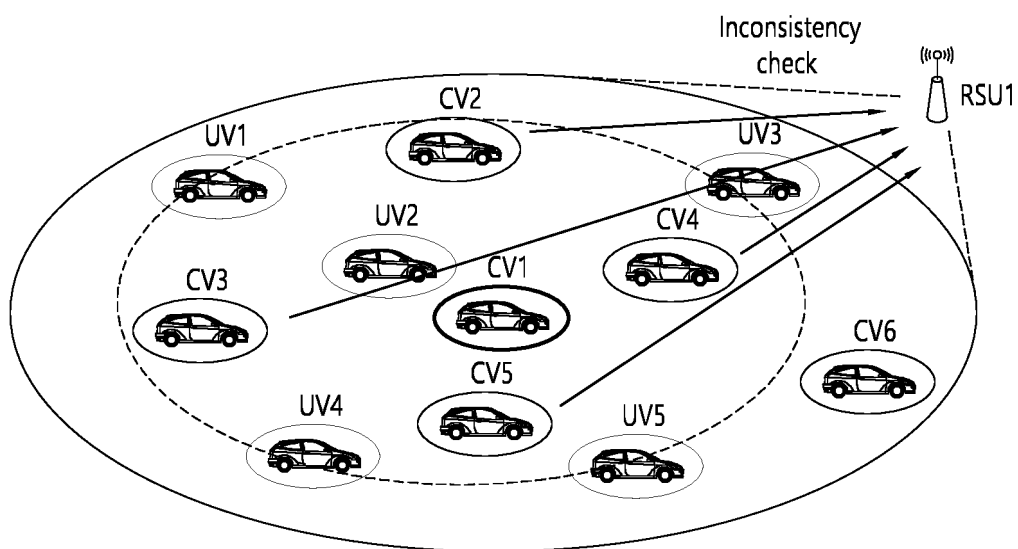 Inconsistency
check
RSU1
CV2
UV1
UV3
UV2
CV4
CV3
CV1
CV6
CV5
UV4
UV5